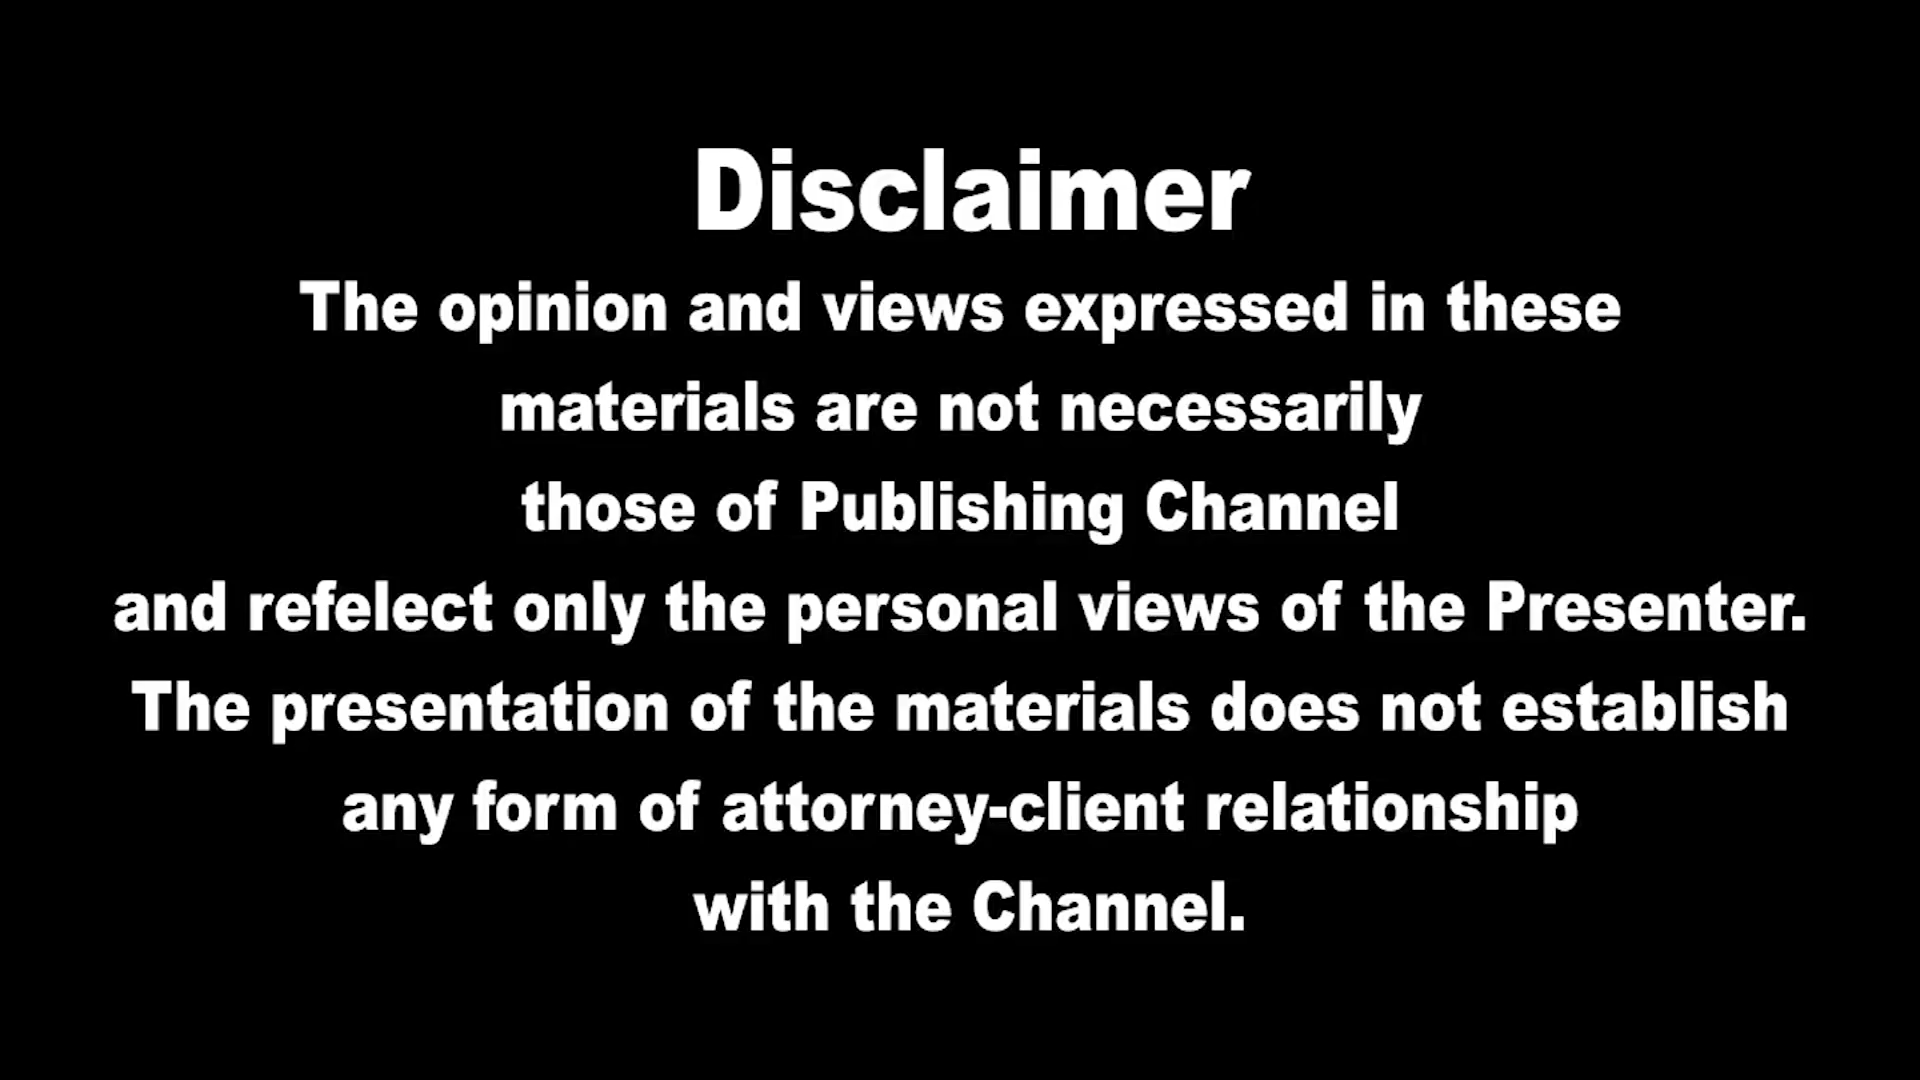 Disclaimer
The opinion and views expressed in these
materials are not necessarily
those of Publishing Channel
and refelect only the personal views of the Presenter.
The presentation of the materials does not establish
any form of attorney-client relationship
with the Channel.